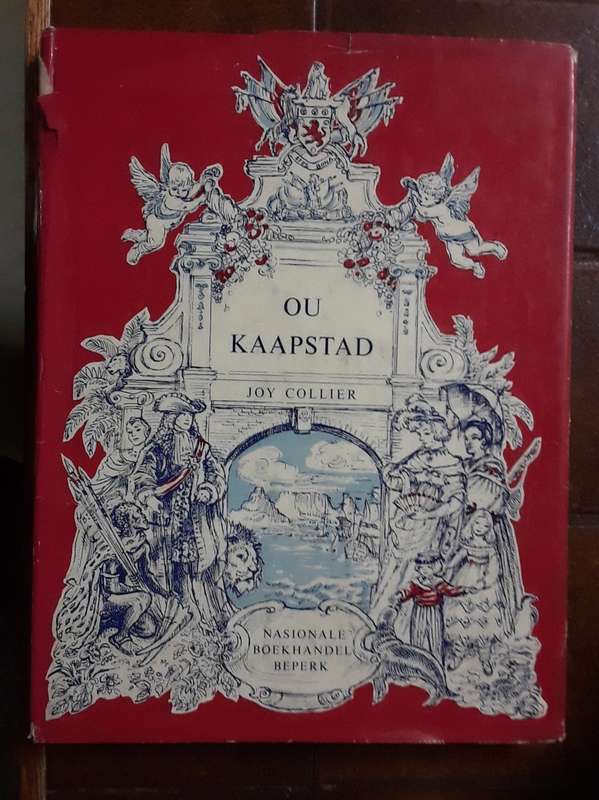 OU
KAAPSTAD
JOY COLLIER
NASIONALE
BOEKHANDEL
BEPERK